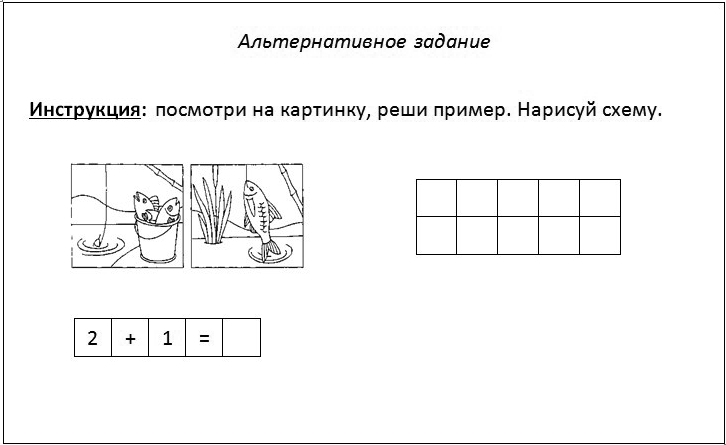 Альтернативное задание
Инструкция: посмотри на картинку, реши пример. Нарисуй схему.
2 + 1 =